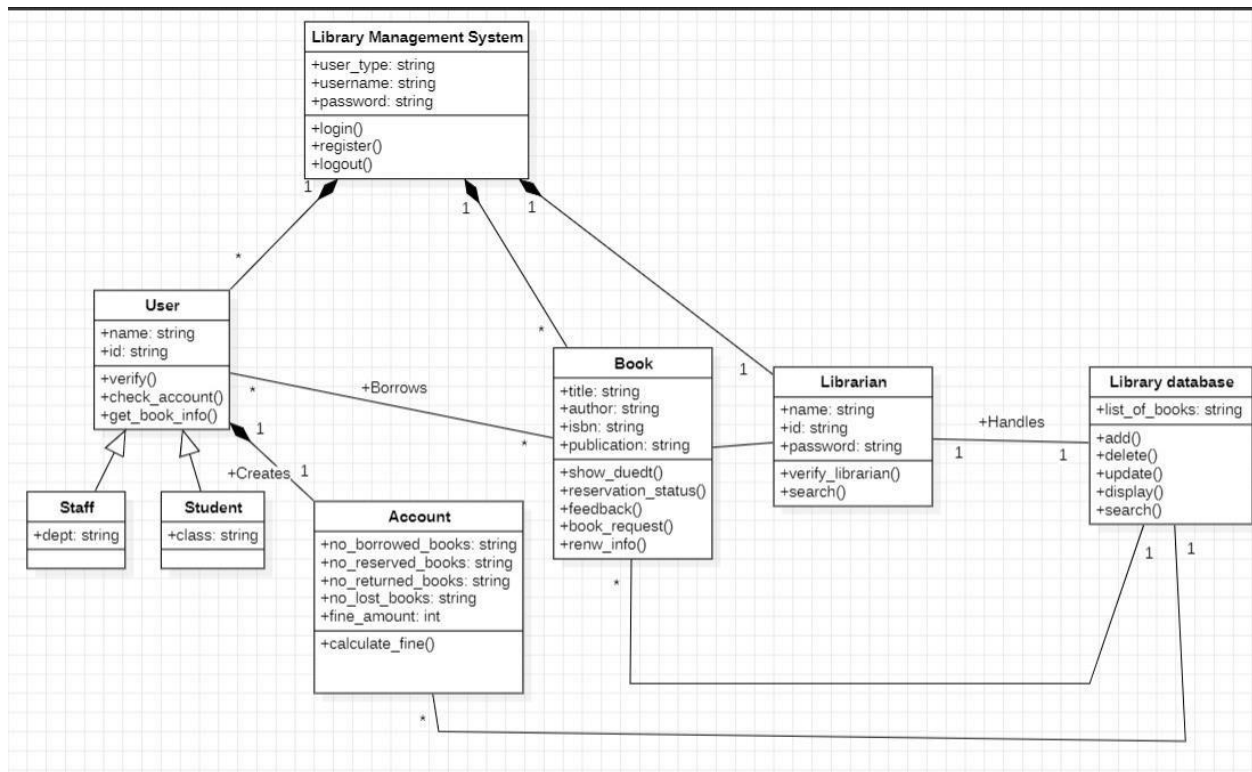 Library Management System
+user_type: string
+username: string
+password: string
+login()
+register()
+logout()
1
1
1
*
*
1
User
+name: string
+id: string
+verify()
+check_account()
+get_book_info()
*
+Borrows
*
Book
+title: string
+author: string
+isbn: string
+publication: string
+show_duedt()
+reservation_status()
+feedback()
+book_request()
+renw_info()
Librarian
+name: string
+id: string
+password: string
+verify_librarian()
+search()
+Handles
1
1
Library database
+list_of_books: string
+add()
+delete()
+update()
+display()
+search()
1
+Creates
1
Staff
+dept: string
Student
+class: string
Account
+no_borrowed_books: string
+no_reserved_books: string
+no_returned_books: string
+no_lost_books: string
+fine_amount: int
+calculate_fine()
*
1
1
*